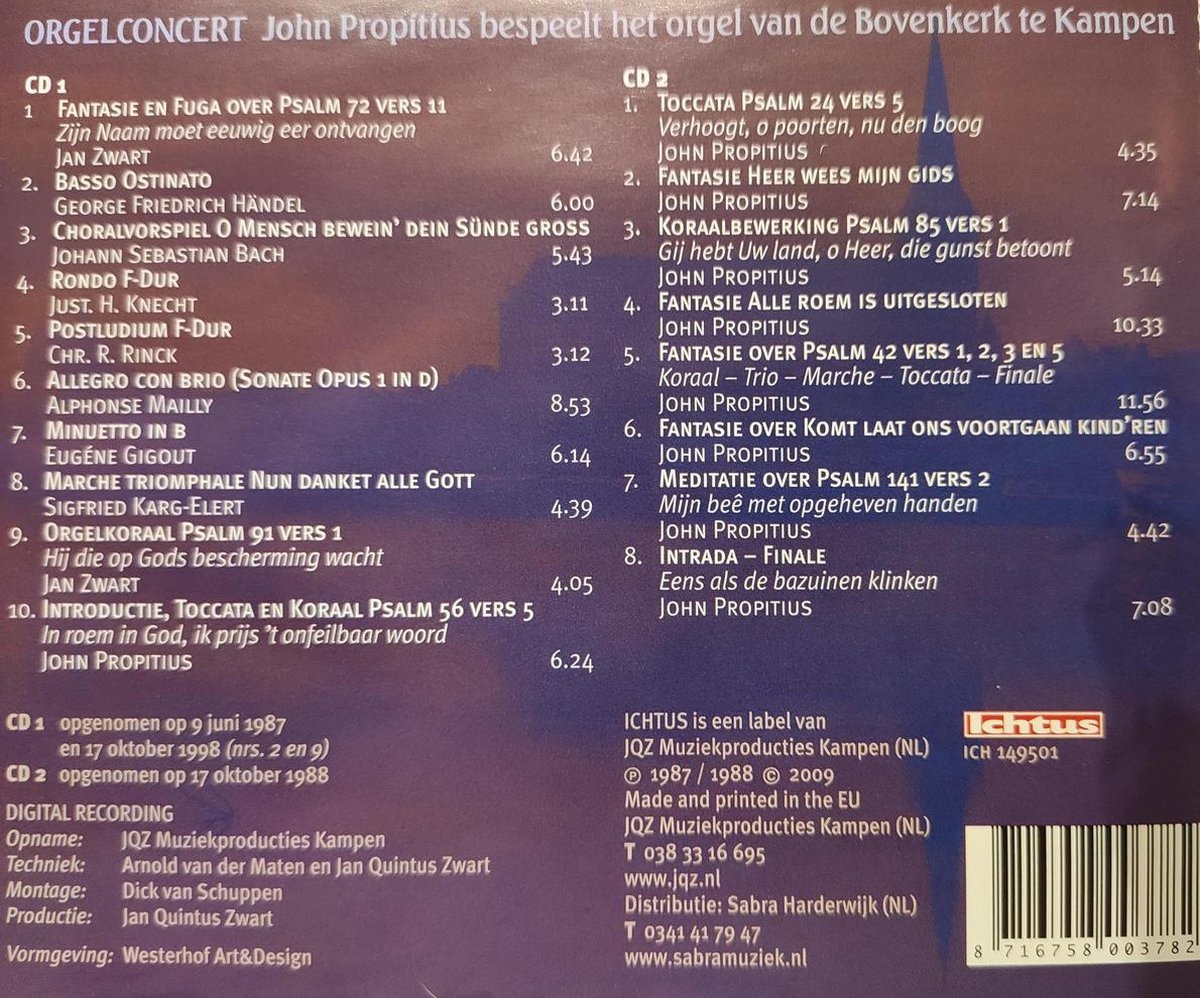 ORGELCONCERT John Propitius bespeelt het orgel van de Bovenkerk te Kampen
CD 1
1 FANTASIE EN FUGA OVER PSALM 72 VERS 11
Zijn Naam moet eeuwig eer ontvangen
JAN ZWART 6.42
2. BASSO OSTINATO
GEORGE FRIEDRICH HÄNDEL 6.00
3. CHORALVORSPIEL O MENSCH BEWEIN' DEIN SÜNDE GROSS
JOHANN SEBASTIAN BACH 5.43
4. RONDO F-DUR
JUST. H. KNECHT 3.11
5. POSTLUDIUM F-DUR
CHR. R. RINCK 3.12
6. ALLEGRO CON BRIO (SONATE OPUS 1 IN D)
ALPHONSE MAILLY 8.53
7. MINUETTO IN B
EUGÉNE GIGOUT 6.14
8. MARCHE TRIOMPHALE NUN DANKET ALLE GOTT
SIGFRIED KARG-ELERT 4.39
9. ORGELKORAAL PSALM 91 VERS 1
Hij die op Gods bescherming wacht
JAN ZWART 4.05
10. INTRODUCTIE, TOCCATA EN KORAAL PSALM 56 VERS 5
In roem in God, ik prijs 't onfeilbaar woord
JOHN PROPITIUS 6.24
CD 2
1. TOCCATA PSALM 24 VERS 5
Verhoogt, o poorten, nu den boog
JOHN PROPITIUS 4.35
2. FANTASIE HEER WEES MIJN GIDS
JOHN PROPITIUS 7.14
3. KORAALBEWERKING PSALM 85 VERS 1
Gij hebt Uw land, o Heer, die gunst betoont
JOHN PROPITIUS 5.14
4. FANTASIE ALLE ROEM IS UITGESLOTEN
JOHN PROPITIUS 10.33
5. FANTASIE OVER PSALM 42 VERS 1, 2, 3 EN 5
Koraal – Trio – Marche – Toccata – Finale
JOHN PROPITIUS 11.56
6. FANTASIE OVER KOMT LAAT ONS VOORTGAAN KIND'REN
JOHN PROPITIUS 6.55
7. MEDITATIE OVER PSALM 141 VERS 2
Mijn beê met opgeheven handen
JOHN PROPITIUS 4.42
8. INTRADA – FINALE
Eens als de bazuinen klinken
JOHN PROPITIUS 7.08
CD 1 opgenomen op 9 juni 1987
en 17 oktober 1998 (nrs. 2 en 9)
CD 2 opgenomen op 17 oktober 1988
DIGITAL RECORDING
Opname: JQZ Muziekproducties Kampen
Techniek: Arnold van der Maten en Jan Quintus Zwart
Montage: Dick van Schuppen
Productie: Jan Quintus Zwart
Vormgeving: Westerhof Art&Design
ICHTUS is een label van
JQZ Muziekproducties Kampen (NL)
℗ 1987 / 1988 © 2009
Made and printed in the EU
JQZ Muziekproducties Kampen (NL)
T 038 33 16 695
www.jqz.nl
Distributie: Sabra Harderwijk (NL)
T 0341 41 79 47
www.sabramuziek.nl
Ichtus
ICH 149501
8 716758 003782